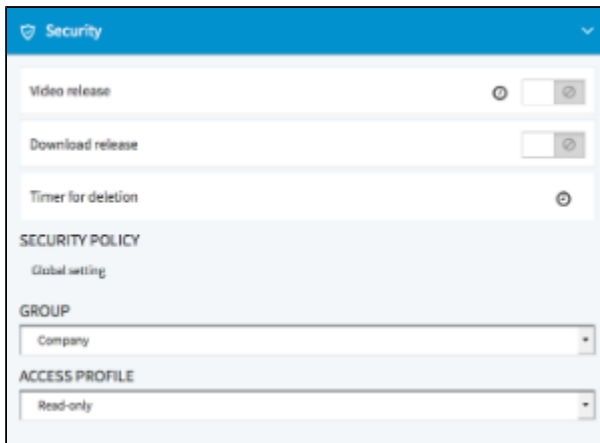 Security
Video release
Download release
Timer for deletion
SECURITY POLICY
Global setting
GROUP
Company
ACCESS PROFILE
Read-only